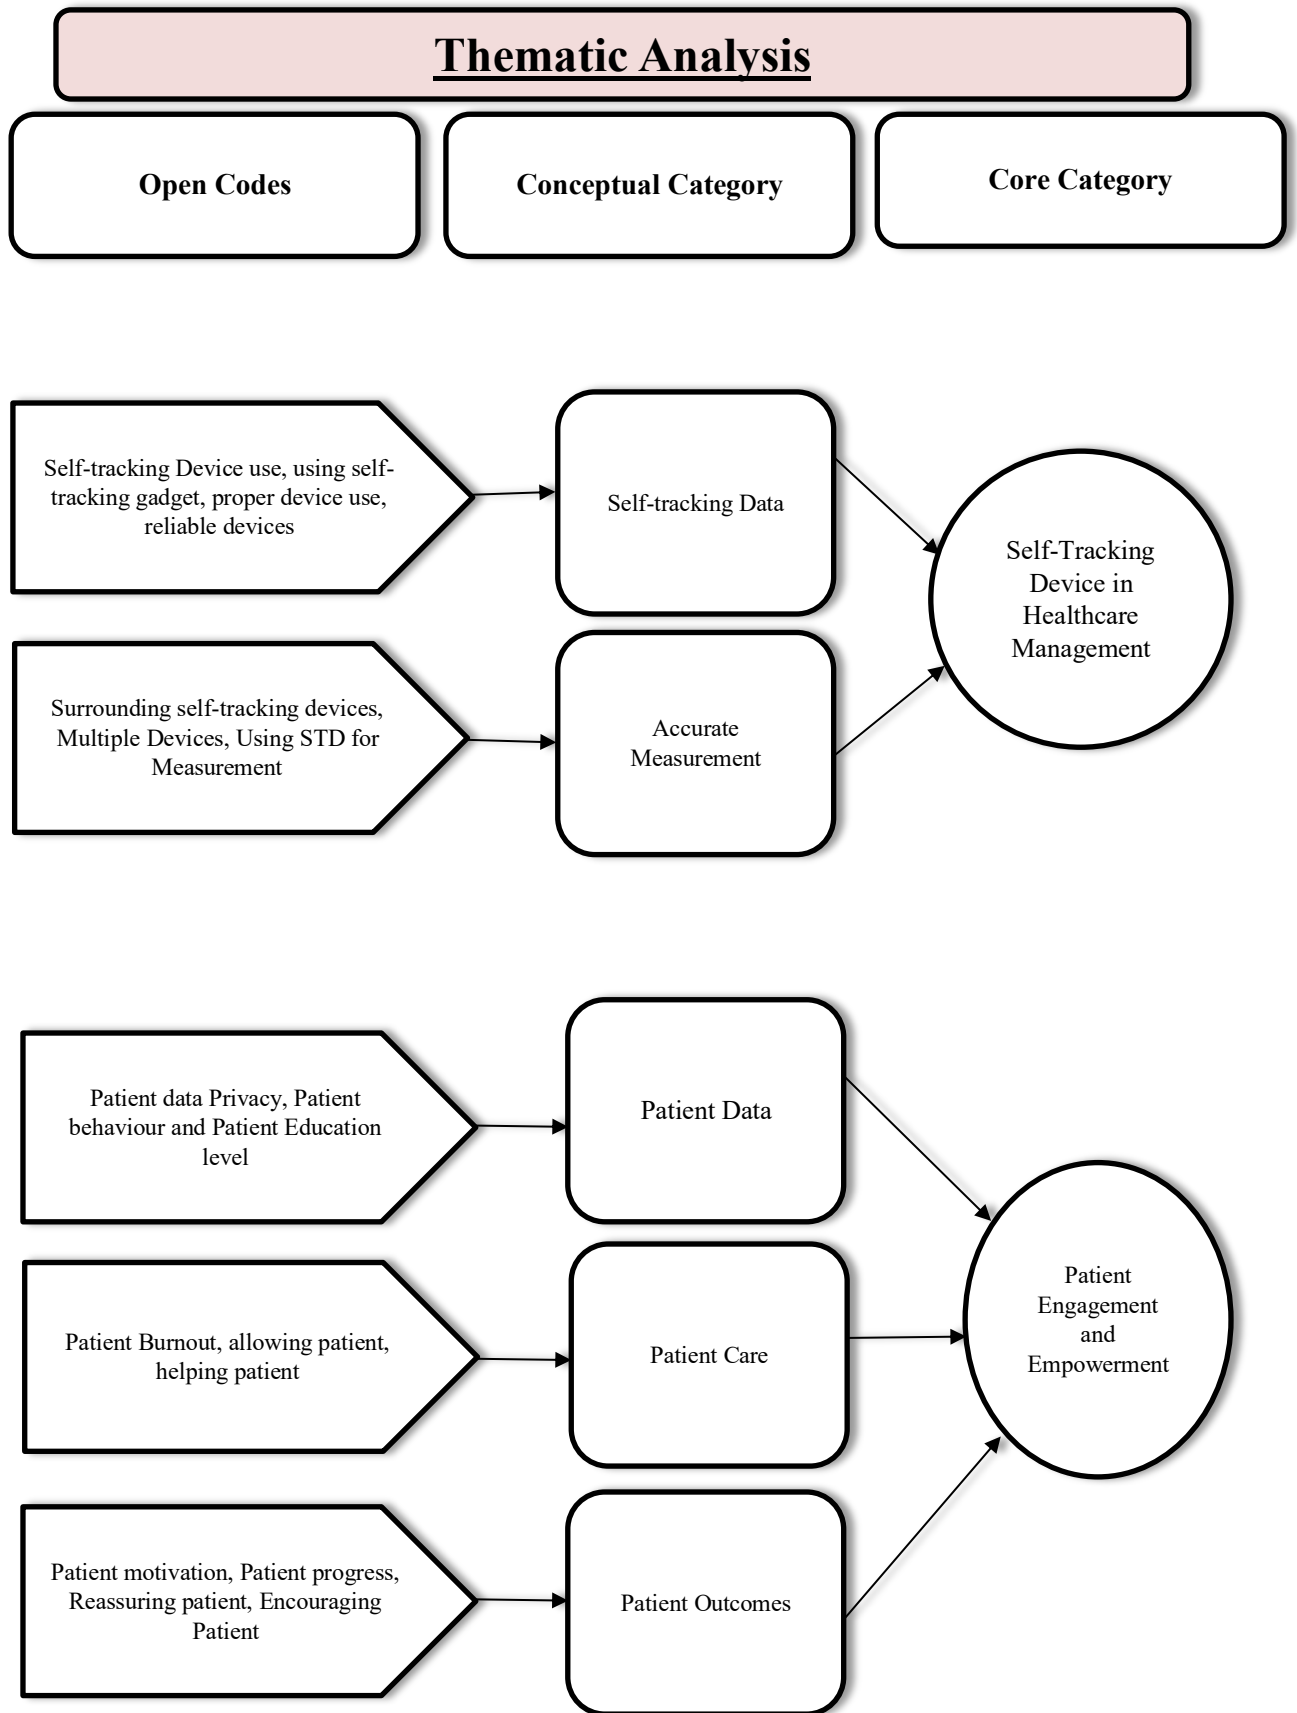 Thematic Analysis
Open Codes
Conceptual Category
Core Category
Self-tracking Device use, using self-
tracking gadget, proper device use,
reliable devices
Self-tracking Data
Self-Tracking
Device in
Healthcare
Management
Surrounding self-tracking devices,
Multiple Devices, Using STD for
Measurement
Accurate
Measurement
Patient data Privacy, Patient
behaviour and Patient Education
level
Patient Data
Patient Burnout, allowing patient,
helping patient
Patient Care
Patient
Engagement
and
Empowerment
Patient motivation, Patient progress,
Reassuring patient, Encouraging
Patient
Patient Outcomes